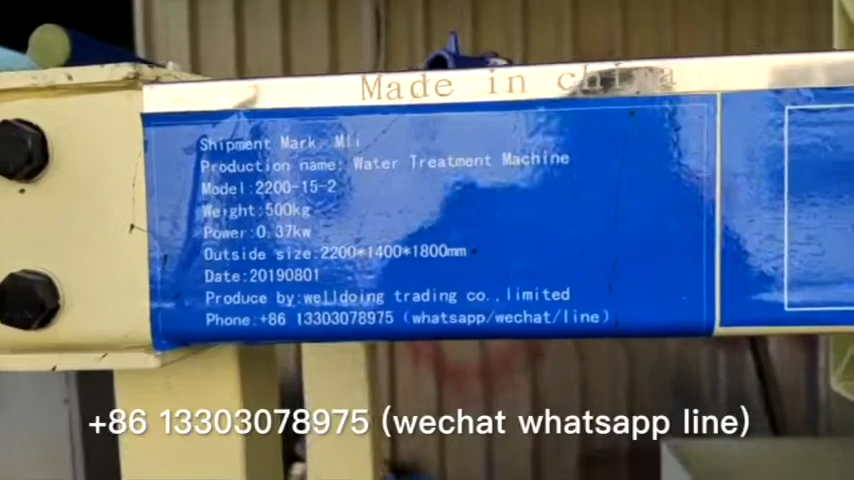 Made in china
Shipment Mark: Mli
Production name: Water Treatment Machine
Model:2200-15-2
Weight:500kg
Power:0.37kw
Outside size:2200*1400*1800mm
Date:20190801
Produce by:welldoing trading co.,limited
Phone:+86 13303078975 (whatsapp/wechat/line)
+86 13303078975 (wechat whatsapp line)